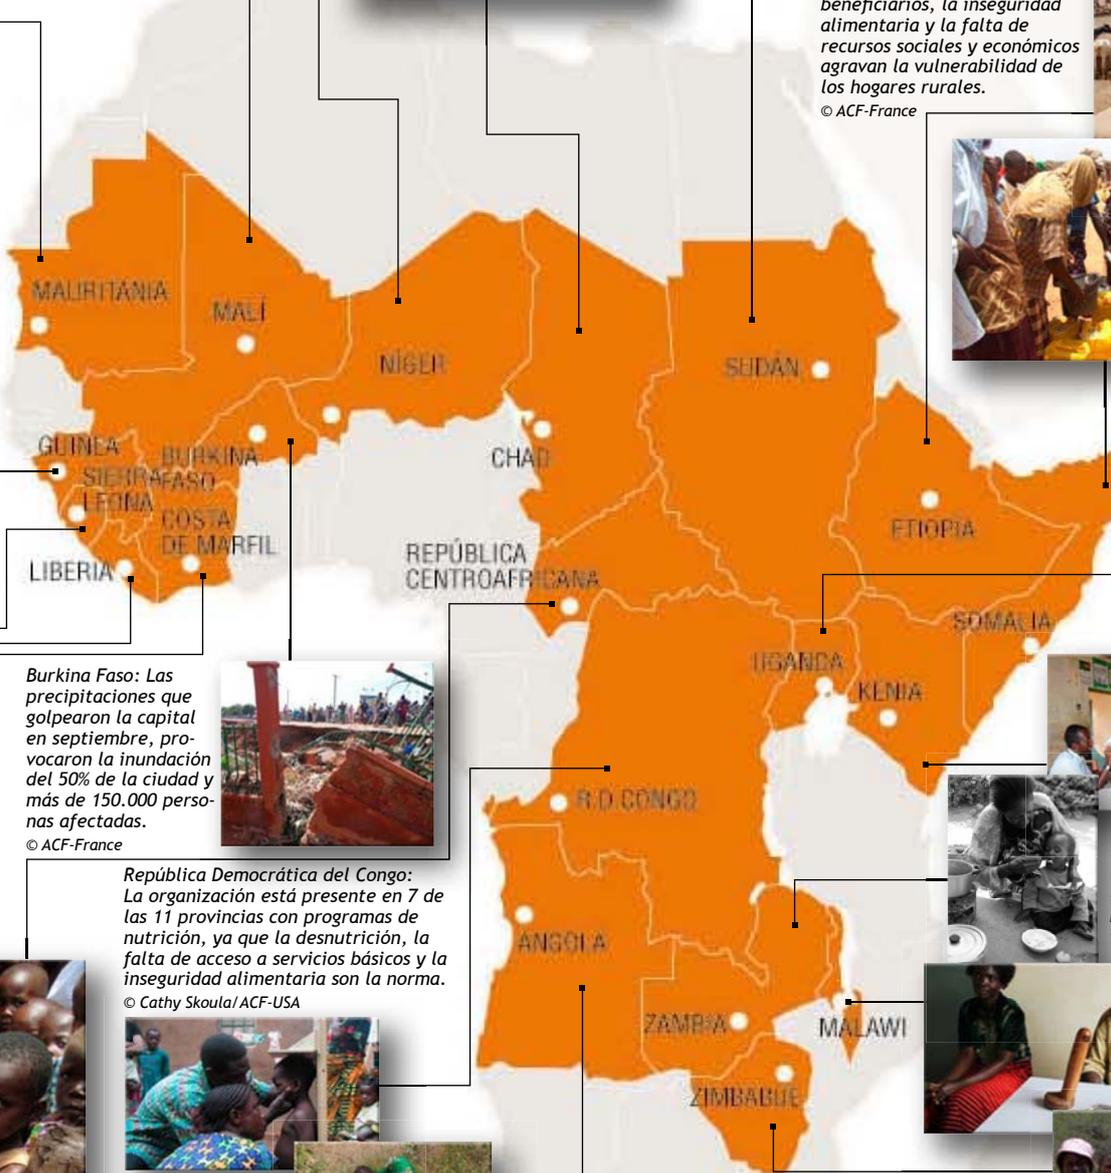 beneficiarios, la inseguridad
alimentaria y la falta de
recursos sociales y económicos
agravan la vulnerabilidad de
los hogares rurales.
© ACF-France
MAURITANIA
MALÍ
NÍGER
SUDÁN
GUINEA
BURKINA
FASO
SIERRA
LEONA
CHAD
COSTA
DE MARFIL
ETIOPIA
LIBERIA
REPÚBLICA
CENTROAFRICANA
SOMALIA
UGANDA
KENIA
Burkina Faso: Las
precipitaciones que
golpearon la capital
en septiembre, pro-
vocaron la inundación
del 50% de la ciudad y
más de 150.000 perso-
nas afectadas.
© ACF-France
R.D.CONGO
República Democrática del Congo:
La organización está presente en 7 de
las 11 provincias con programas de
nutrición, ya que la desnutrición, la
falta de acceso a servicios básicos y la
inseguridad alimentaria son la norma.
© Cathy Skoula/ACF-USA
ANGOLA
ZAMBIA
MALAWI
ZIMBABUE